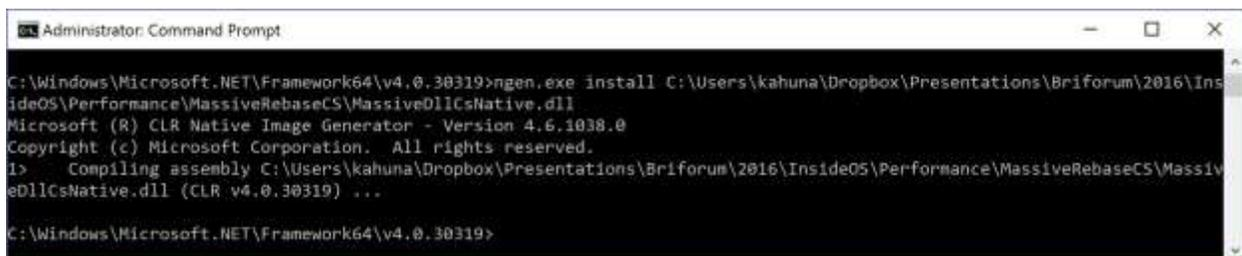 Administrator: Command Prompt
C:\Windows\Microsoft.NET\Framework64\v4.0.30319>ngen.exe install C:\Users\kahuna\Dropbox\Presentations\Briforum\2016\Ins
ideOS\Performance\MassiveRebaseCS\MassiveDllCsNative.dll
Microsoft (R) CLR Native Image Generator - Version 4.6.1038.0
Copyright (c) Microsoft Corporation.  All rights reserved.
1>    Compiling assembly C:\Users\kahuna\Dropbox\Presentations\Briforum\2016\InsideOS\Performance\MassiveRebaseCS\Massiv
eDllCsNative.dll (CLR v4.0.30319) ...
C:\Windows\Microsoft.NET\Framework64\v4.0.30319>